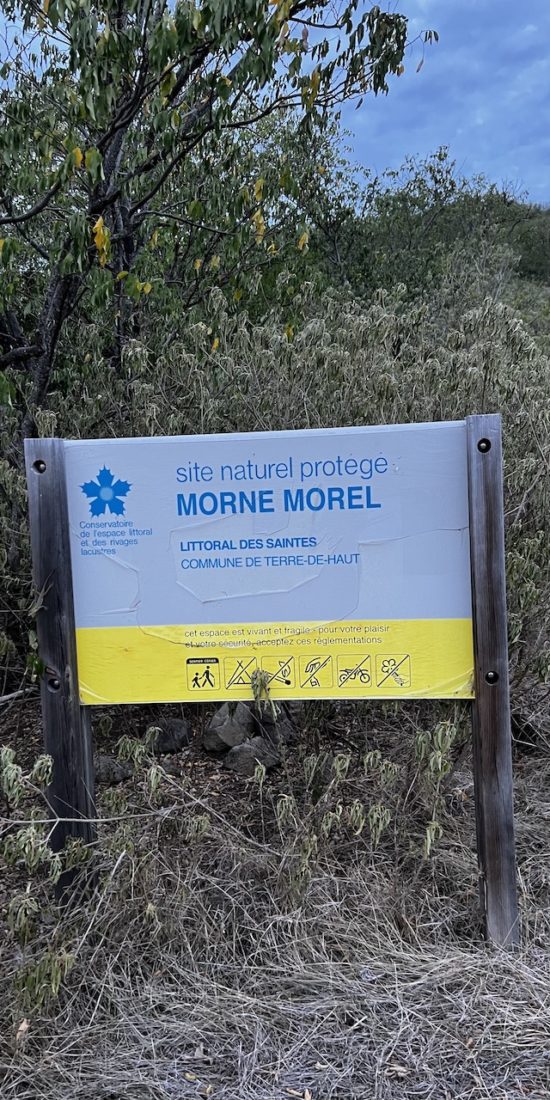 site naturel protégé
MORNE MOREL
Conservatoire
de l'espace littoral
et des rivages
lacustres
LITTORAL DES SAINTES
COMMUNE DE TERRE-DE-HAUT
cet espace est vivant et fragile - pour votre plaisir
et votre sécurité, acceptez ces réglementations